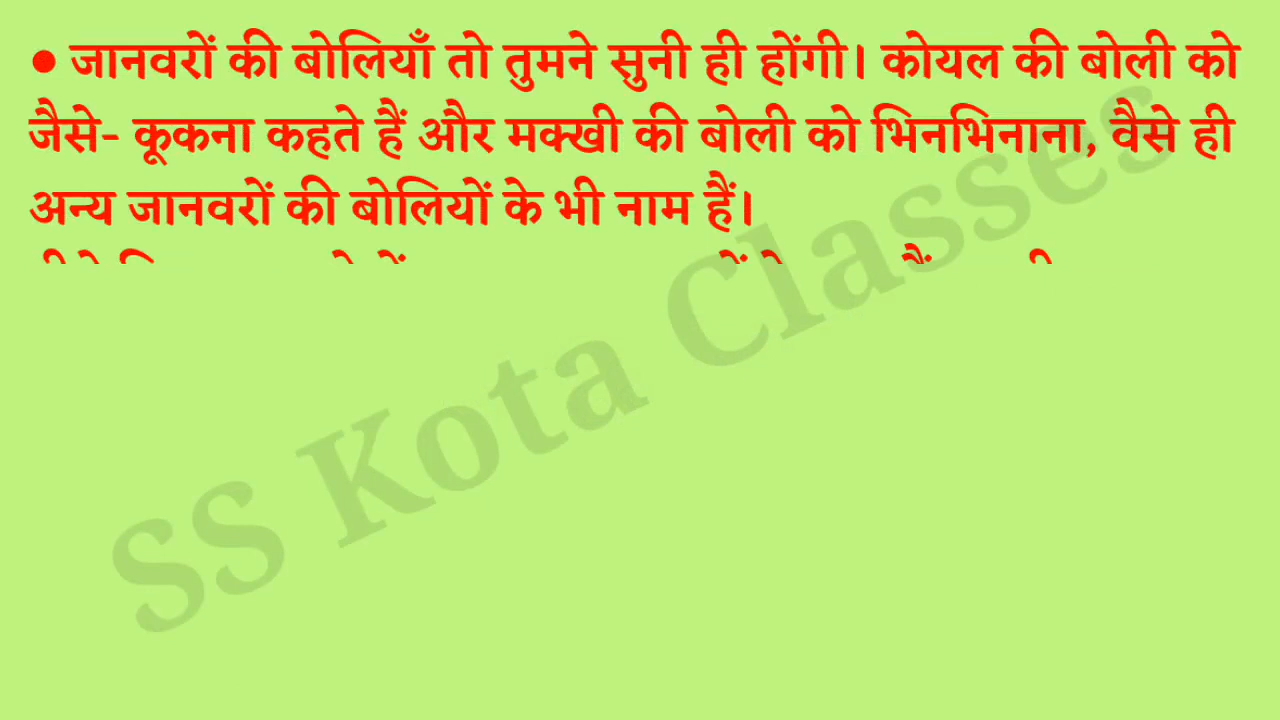 ● जानवरों की बोलियाँ तो तुमने सुनी ही होंगी। कोयल की बोली को
जैसे- कूकना कहते हैं और मक्खी की बोली को भिनभिनाना, वैसे ही
अन्य जानवरों की बोलियों के भी नाम हैं।
SS Kota Classes